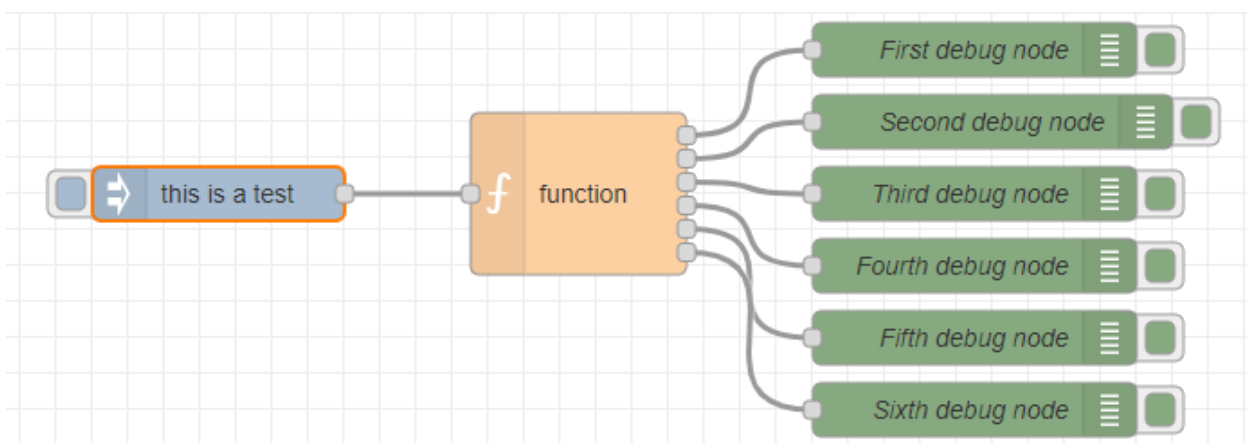 First debug node
Second debug node
this is a test
function
Third debug node
Fourth debug node
Fifth debug node
Sixth debug node